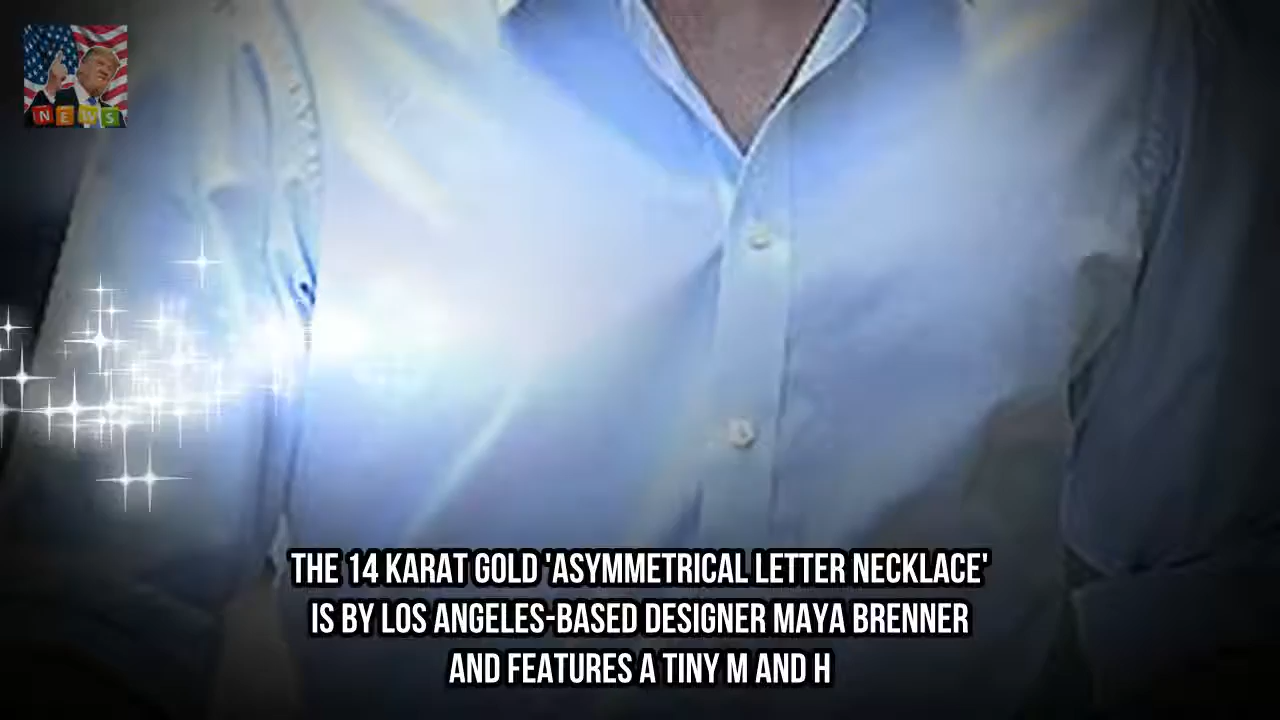 NEWS
THE 14 KARAT GOLD 'ASYMMETRICAL LETTER NECKLACE'
IS BY LOS ANGELES-BASED DESIGNER MAYA BRENNER
AND FEATURES A TINY M AND H